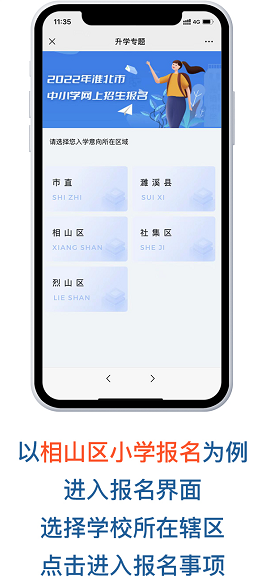 11:35
4G
升学专题
2022年淮北市
中小学网上招生报名
请选择您入学意向所在区域
市直
SHI ZHI
濉溪县
SUI XI
相山区
XIANG SHAN
社集区
SHE JI
烈山区
LIE SHAN
以相山区小学报名为例
进入报名界面
选择学校所在辖区
点击进入报名事项